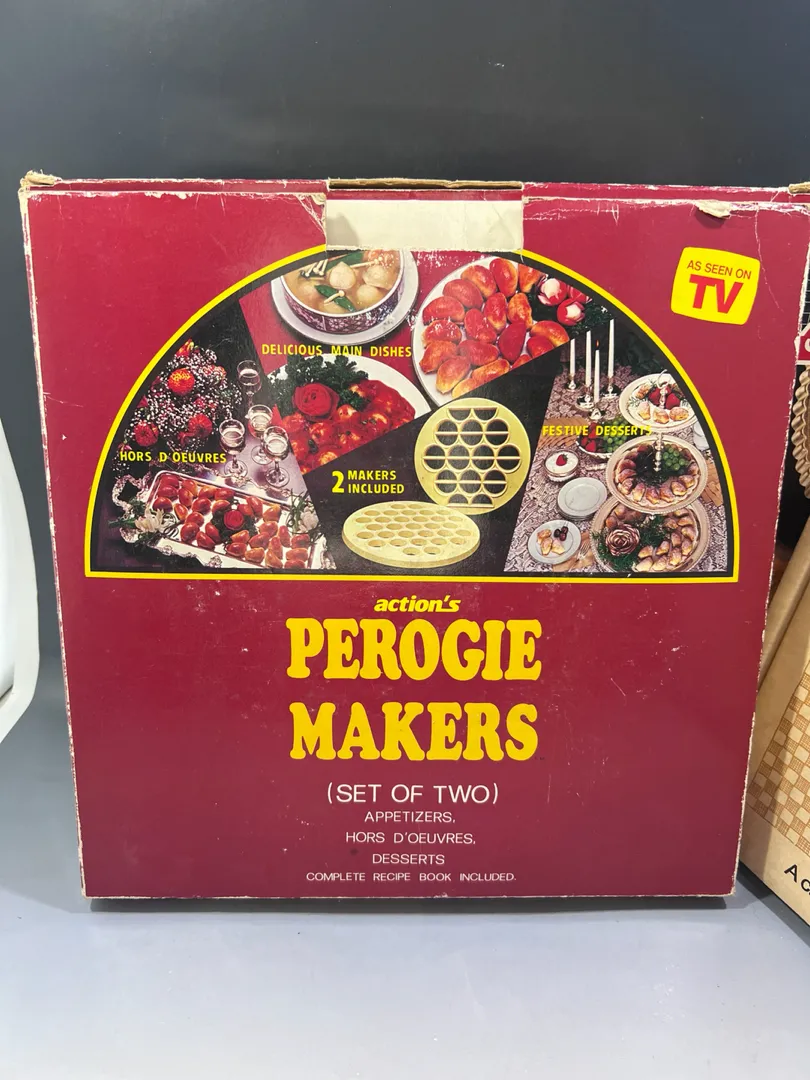 AS SEEN ON
TV
DELICIOUS MAIN DISHES
HORS D'OEUVRES
FESTIVE DESSERTS
2 MAKERS
INCLUDED
action's
PEROGIE
MAKERS
(SET OF TWO)
APPETIZERS,
HORS D'OEUVRES,
DESSERTS
COMPLETE RECIPE BOOK INCLUDED.